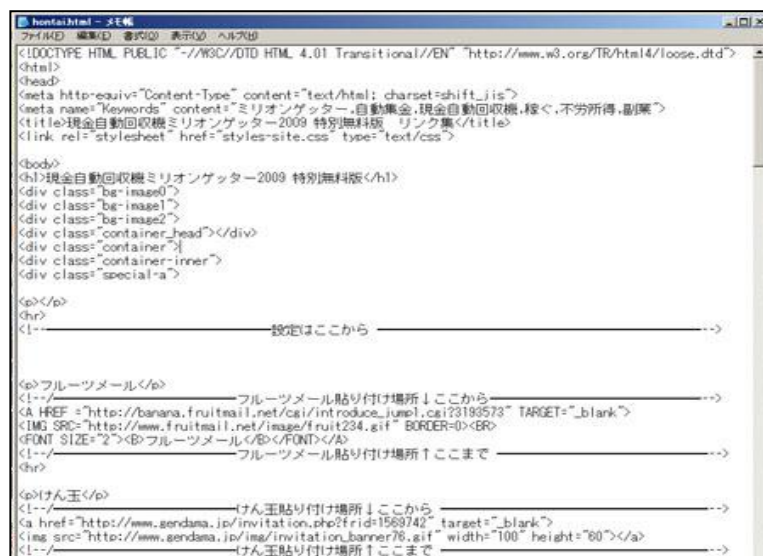 hontai.html - メモ帳
ファイル(F) 編集(E) 書式(O) 表示(V) ヘルプ(H)
<!DOCTYPE HTML PUBLIC "-//W3C//DTD HTML 4.01 Transitional//EN" "http://www.w3.org/TR/html4/loose.dtd">
<html>
<head>
<meta http-equiv="Content-Type" content="text/html; charset=shift_jis">
<meta name="Keywords" content="ミリオンゲッター,自動集金,現金自動回収機,稼ぐ,不労所得,副業">
<title>現金自動回収機ミリオンゲッター2009 特別無料版　リンク集</title>
<link rel="stylesheet" href="styles-site.css" type="text/css">
<body>
<h1>現金自動回収機ミリオンゲッター2009 特別無料版</h1>
<div class="bg-image0">
<div class="bg-image1">
<div class="bg-image2">
<div class="container_head"></div>
<div class="container">{
<div class="container-inner">
<div class="special-a">
<p></p>
<hr>
<!--━━━━━━━━━━━━━━設定はここから ━━━━━━━━━━━━━━━━━━━━-->
<p>フルーツメール</p>
<!--/━━━━━━━━━━━フルーツメール貼り付け場所↓ここから━━━━━━━━━━━━━-->
<A HREF ="http://banana.fruitmail.net/cgi/introduce_jump1.cgi?3193573" TARGET="_blank">
<IMG SRC="http://www.fruitmail.net/image/fruit234.gif" BORDER=0><BR>
<FONT SIZE="2"><B>フルーツメール</B></FONT></A>
<!--/━━━━━━━━━━━フルーツメール貼り付け場所↑ここまで ━━━━━━━━━━━━━-->
<hr>
<p>げん玉</p>
<!--/━━━━━━━━━━━げん玉貼り付け場所↓ここから ━━━━━━━━━━━━━━━-->
<a href="http://www.gendama.jp/invitation.php?frid=1569742" target="_blank">
<img src="http://www.gendama.jp/img/invitation_banner76.gif" width="100" height="60"></a>
<!--/━━━━━━━━━━━げん玉貼り付け場所↑ここまで ━━━━━━━━━━━━━━━-->